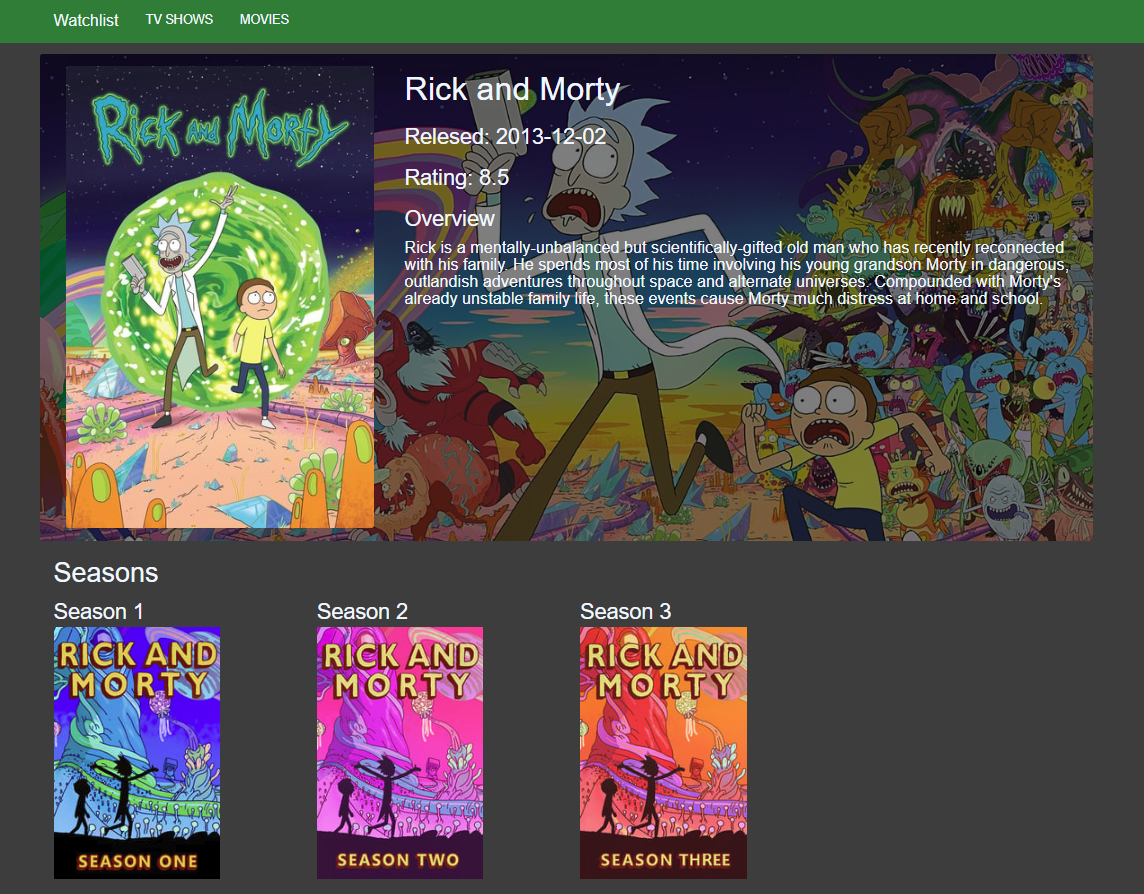 Watchlist TV SHOWS MOVIES
Rick and Morty
Rick and Morty
Relesed: 2013-12-02
Rating: 8.5
Overview
Rick is a mentally-unbalanced but scientifically-gifted old man who has recently reconnected
with his family. He spends most of his time involving his young grandson Morty in dangerous,
outlandish adventures throughout space and alternate universes. Compounded with Morty's
already unstable family life, these events cause Morty much distress at home and school.
Seasons
Season 1
RICK AND
MORTY
SEASON ONE
Season 2
RICK AND
MORTY
SEASON TWO
Season 3
RICK AND
MORTY
SEASON THREE